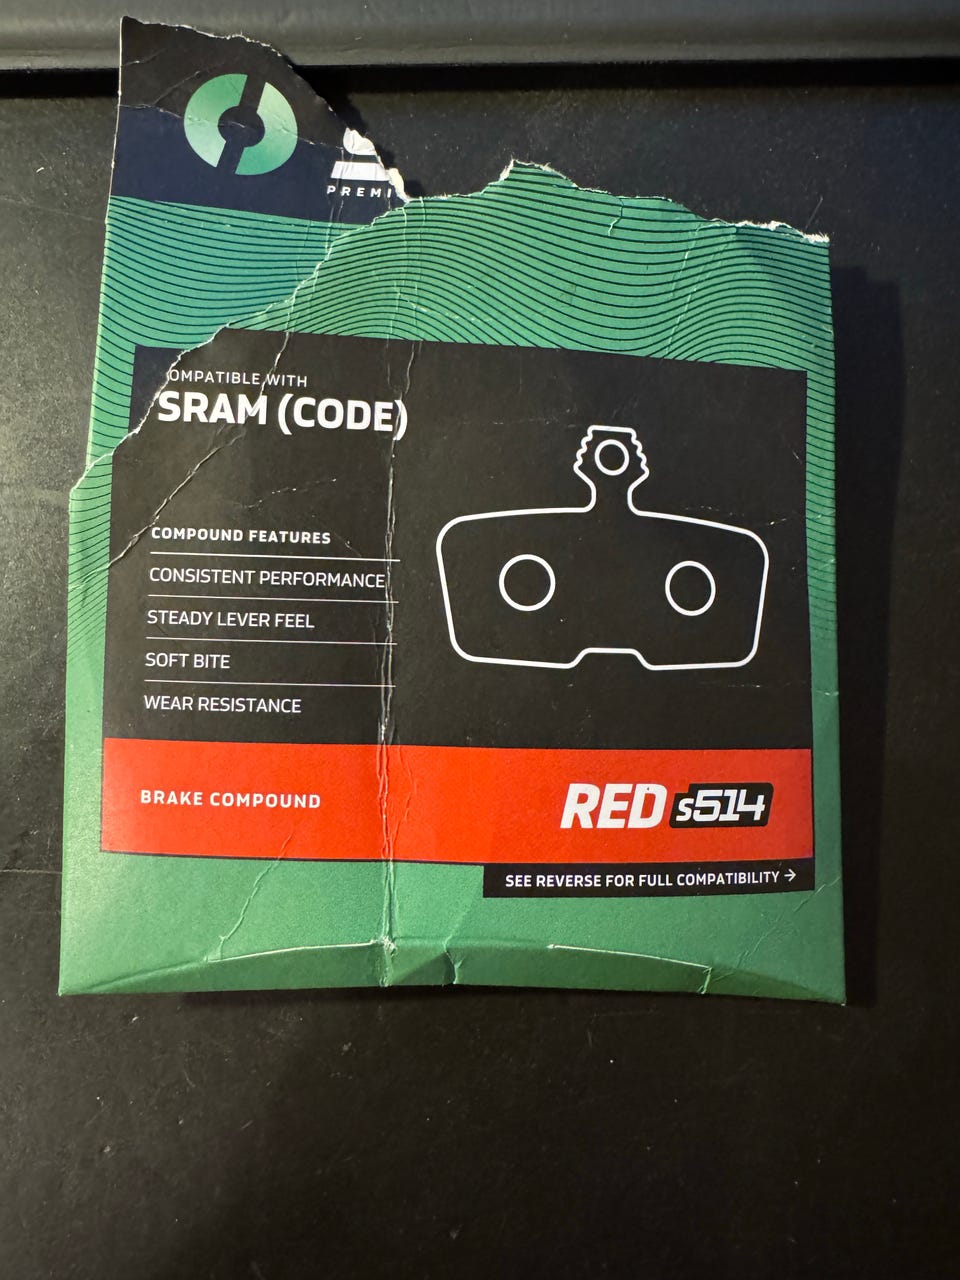 PREMI
OMPATIBLE WITH
SRAM (CODE)
COMPOUND FEATURES
CONSISTENT PERFORMANCE
STEADY LEVER FEEL
SOFT BITE
WEAR RESISTANCE
BRAKE COMPOUND
RED s514
SEE REVERSE FOR FULL COMPATIBILITY →